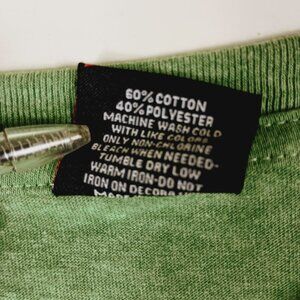 60% COTTON
40% POLYESTER
MACHINE WASH COLD
WITH LIKE COLORS
ONLY NON-CHLORINE
BLEACH WHEN NEEDED-
TUMBLE DRY LOW
WARM IRON-DO NOT
IRON ON DECORA